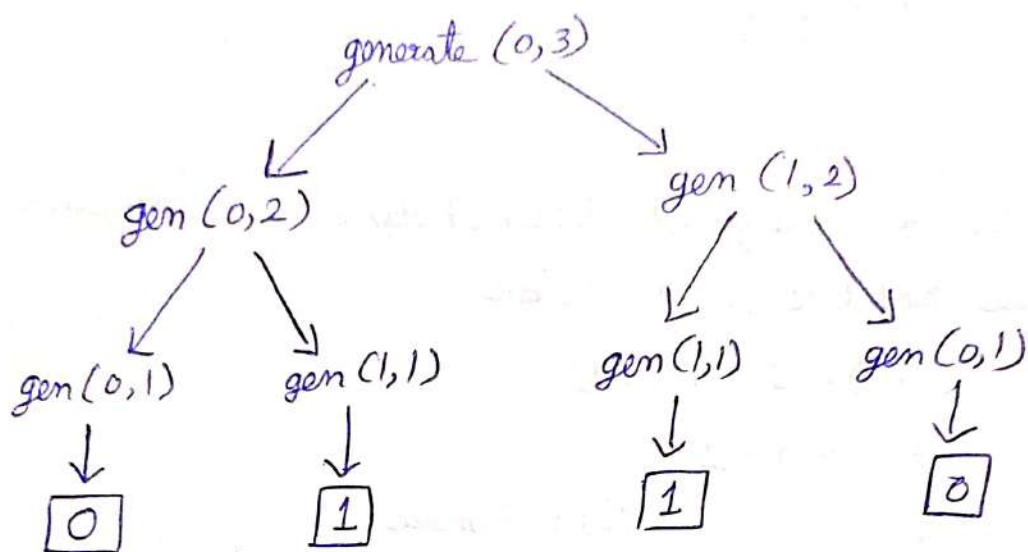 generate (0,3)
gen (0,2) gen (1,2)
gen(0,1) gen(1,1) gen(1,1) gen(0,1)
0 1 1 0